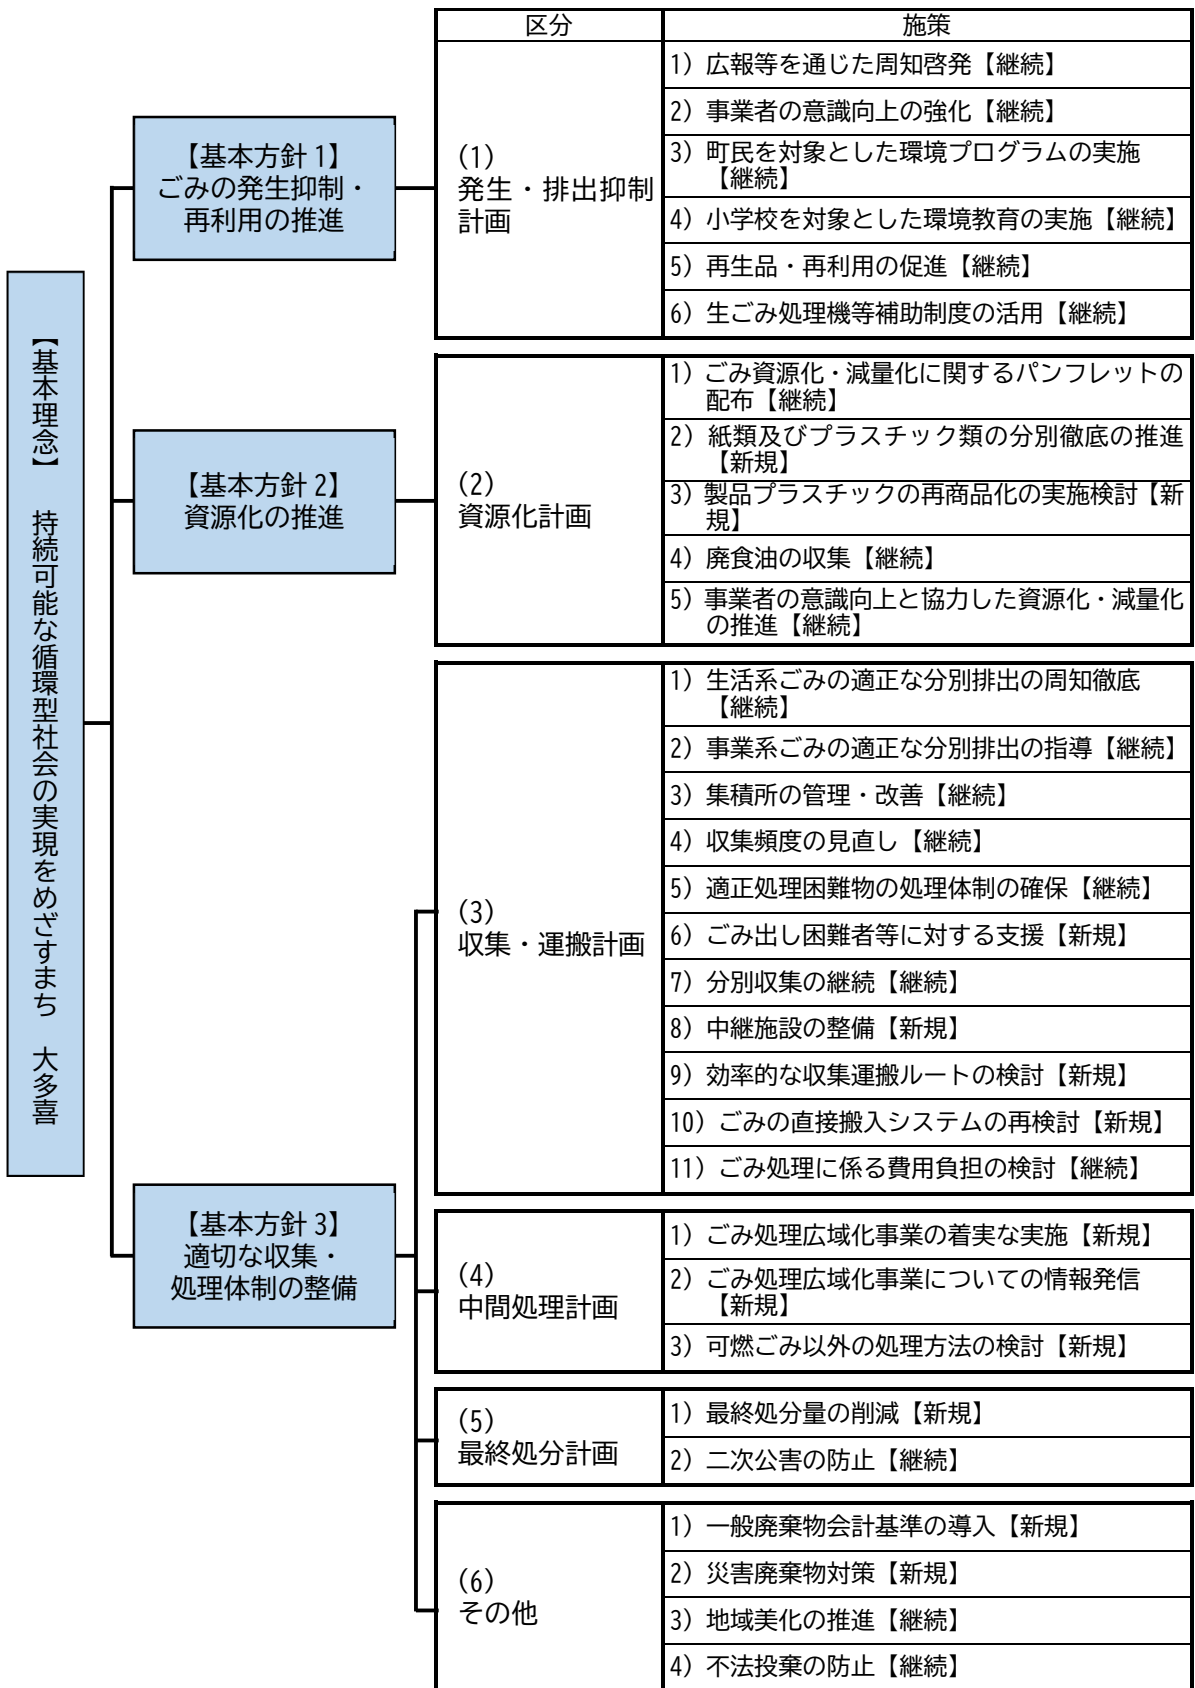 区分
施策
【基本理念】　持続可能な循環型社会の実現をめざすまち　大多喜
【基本方針1】
ごみの発生抑制・
再利用の推進
(1)
発生・排出抑制
計画
1) 広報等を通じた周知啓発【継続】
2) 事業者の意識向上の強化【継続】
3) 町民を対象とした環境プログラムの実施
【継続】
4) 小学校を対象とした環境教育の実施【継続】
5) 再生品・再利用の促進【継続】
6) 生ごみ処理機等補助制度の活用【継続】
【基本方針2】
資源化の推進
(2)
資源化計画
1) ごみ資源化・減量化に関するパンフレットの
配布【継続】
2) 紙類及びプラスチック類の分別徹底の推進
【新規】
3) 製品プラスチックの再商品化の実施検討【新
規】
4) 廃食油の収集【継続】
5) 事業者の意識向上と協力した資源化・減量化
の推進【継続】
【基本方針3】
適切な収集・
処理体制の整備
(3)
収集・運搬計画
1) 生活系ごみの適正な分別排出の周知徹底
【継続】
2) 事業系ごみの適正な分別排出の指導【継続】
3) 集積所の管理・改善【継続】
4) 収集頻度の見直し【継続】
5) 適正処理困難物の処理体制の確保【継続】
6) ごみ出し困難者等に対する支援【新規】
7) 分別収集の継続【継続】
8) 中継施設の整備【新規】
9) 効率的な収集運搬ルートの検討【新規】
10) ごみの直接搬入システムの再検討【新規】
11) ごみ処理に係る費用負担の検討【継続】
(4)
中間処理計画
1) ごみ処理広域化事業の着実な実施【新規】
2) ごみ処理広域化事業についての情報発信
【新規】
3) 可燃ごみ以外の処理方法の検討【新規】
(5)
最終処分計画
1) 最終処分量の削減【新規】
2) 二次公害の防止【継続】
(6)
その他
1) 一般廃棄物会計基準の導入【新規】
2) 災害廃棄物対策【新規】
3) 地域美化の推進【継続】
4) 不法投棄の防止【継続】